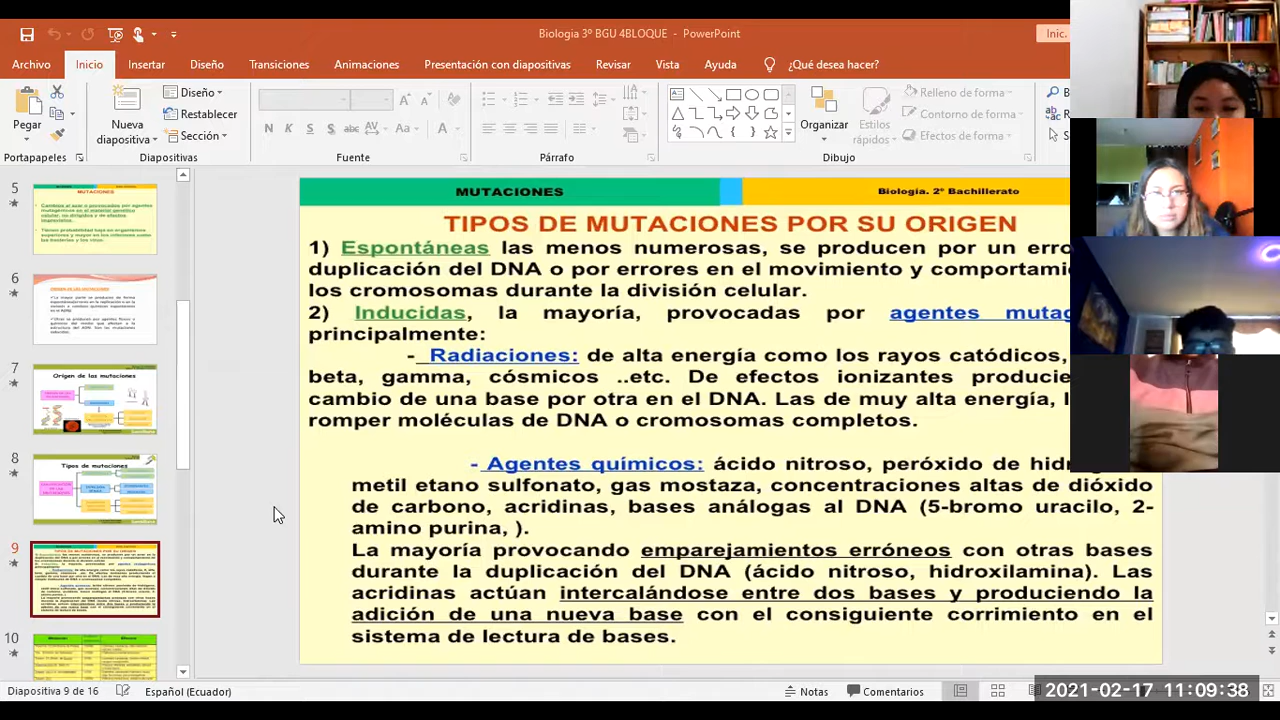 Biologia 3º BGU 4BLOQUE - PowerPoint
Inic.
Archivo Inicio Insertar Diseño Transiciones Animaciones Presentación con diapositivas Revisar Vista Ayuda ¿Qué desea hacer?
Pegar
Nueva diapositiva
Diseño
Restablecer
Sección
N K S abc AV Aa A
Organizar
Estilos rápidos
Relleno de forma
Contorno de forma
Efectos de forma
Portapapeles Diapositivas Fuente Párrafo Dibujo
5
MUTACIONES
6
7
Origen de las mutaciones
8
Tipos de mutaciones
9
10
MUTACIONES
Biología. 2º Bachillerato
TIPOS DE MUTACIONES POR SU ORIGEN
1) Espontáneas las menos numerosas, se producen por un erro
duplicación del DNA o por errores en el movimiento y comportami
los cromosomas durante la división celular.
2) Inducidas, la mayoría, provocadas por agentes mutag
principalmente:
- Radiaciones: de alta energía como los rayos catódicos,
beta, gamma, cósmicos ..etc. De efectos ionizantes producie
cambio de una base por otra en el DNA. Las de muy alta energía, l
romper moléculas de DNA o cromosomas completos.
- Agentes químicos: ácido nitroso, peróxido de hidróg
metil etano sulfonato, gas mostaza, concentraciones altas de dióxido
de carbono, acridinas, bases análogas al DNA (5-bromo uracilo, 2-
amino purina, ).
La mayoría provocando emparejamientos erróneos con otras bases
durante la duplicación del DNA (ácido nitroso, hidroxilamina). Las
acridinas actúan intercalándose entre dos bases y produciendo la
adición de una nueva base con el consiguiente corrimiento en el
sistema de lectura de bases.
Diapositiva 9 de 16 Español (Ecuador) Notas Comentarios
2021-02-17 11:09:38